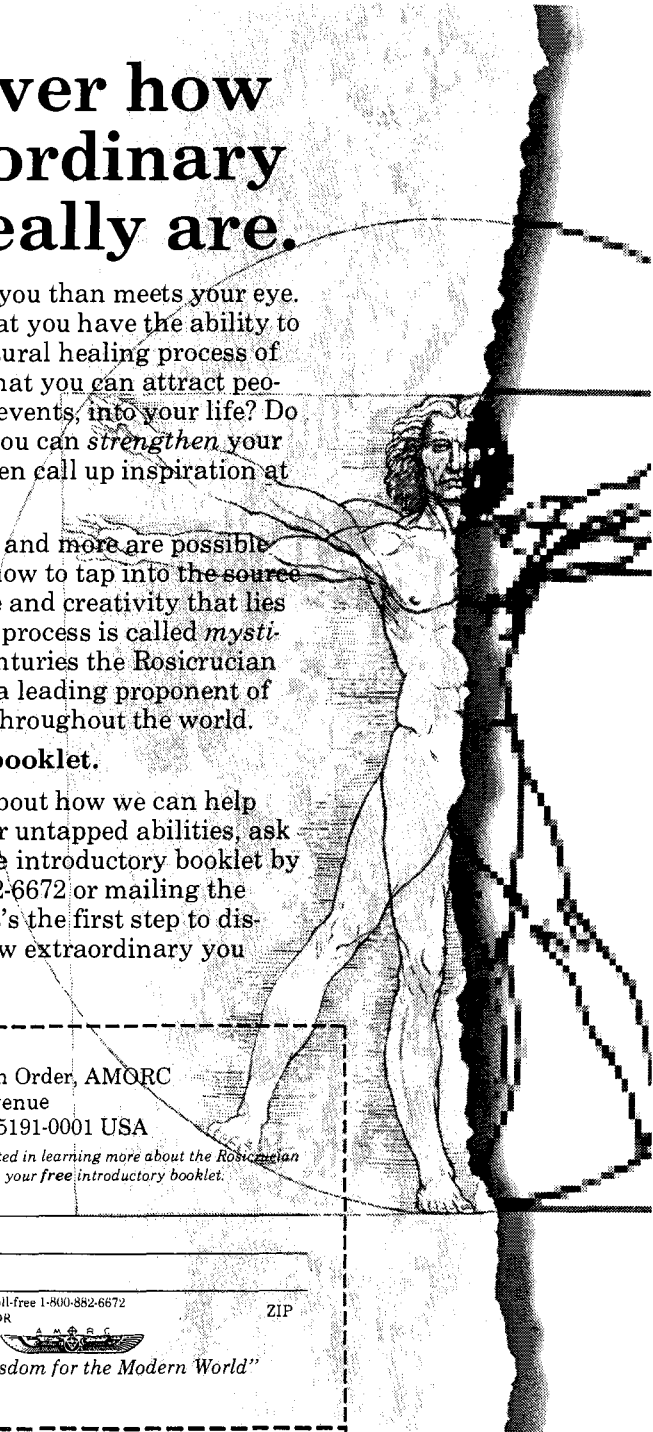 ver how
ordinary
eally are.
you than meets your eye.
at you have the ability to
ural healing process of
hat you can attract peo-
events, into your life? Do
ou can strengthen your
en call up inspiration at
and more are possible
ow to tap into the source
e and creativity that lies
process is called mysti-
nturies the Rosicrucian
a leading proponent of
hroughout the world.
booklet.
bout how we can help
r untapped abilities, ask
e introductory booklet by
2-6672 or mailing the
's the first step to dis-
w extraordinary you
n Order, AMORC
enue
5191-0001 USA
ted in learning more about the Rosicrucian
your free introductory booklet.
ll-free 1-800-882-6672
OR
ZIP
A M O R C
sdom for the Modern World”